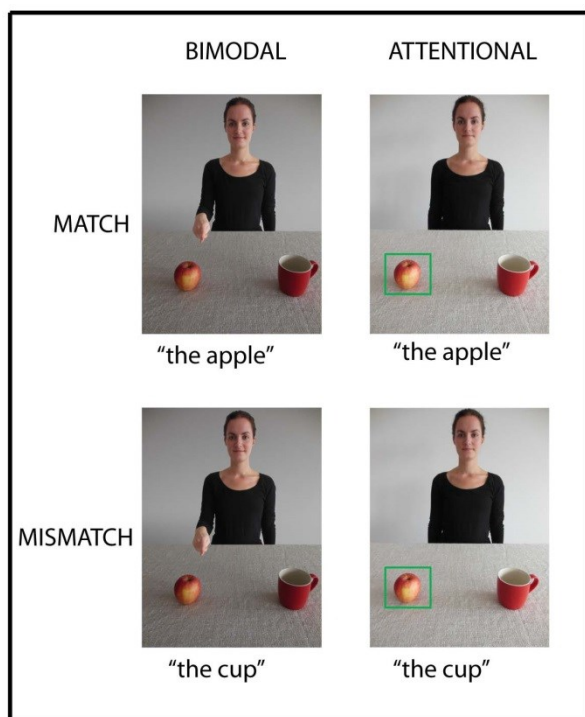 BIMODAL ATTENTIONAL
MATCH
“the apple” “the apple”
MISMATCH
“the cup” “the cup”